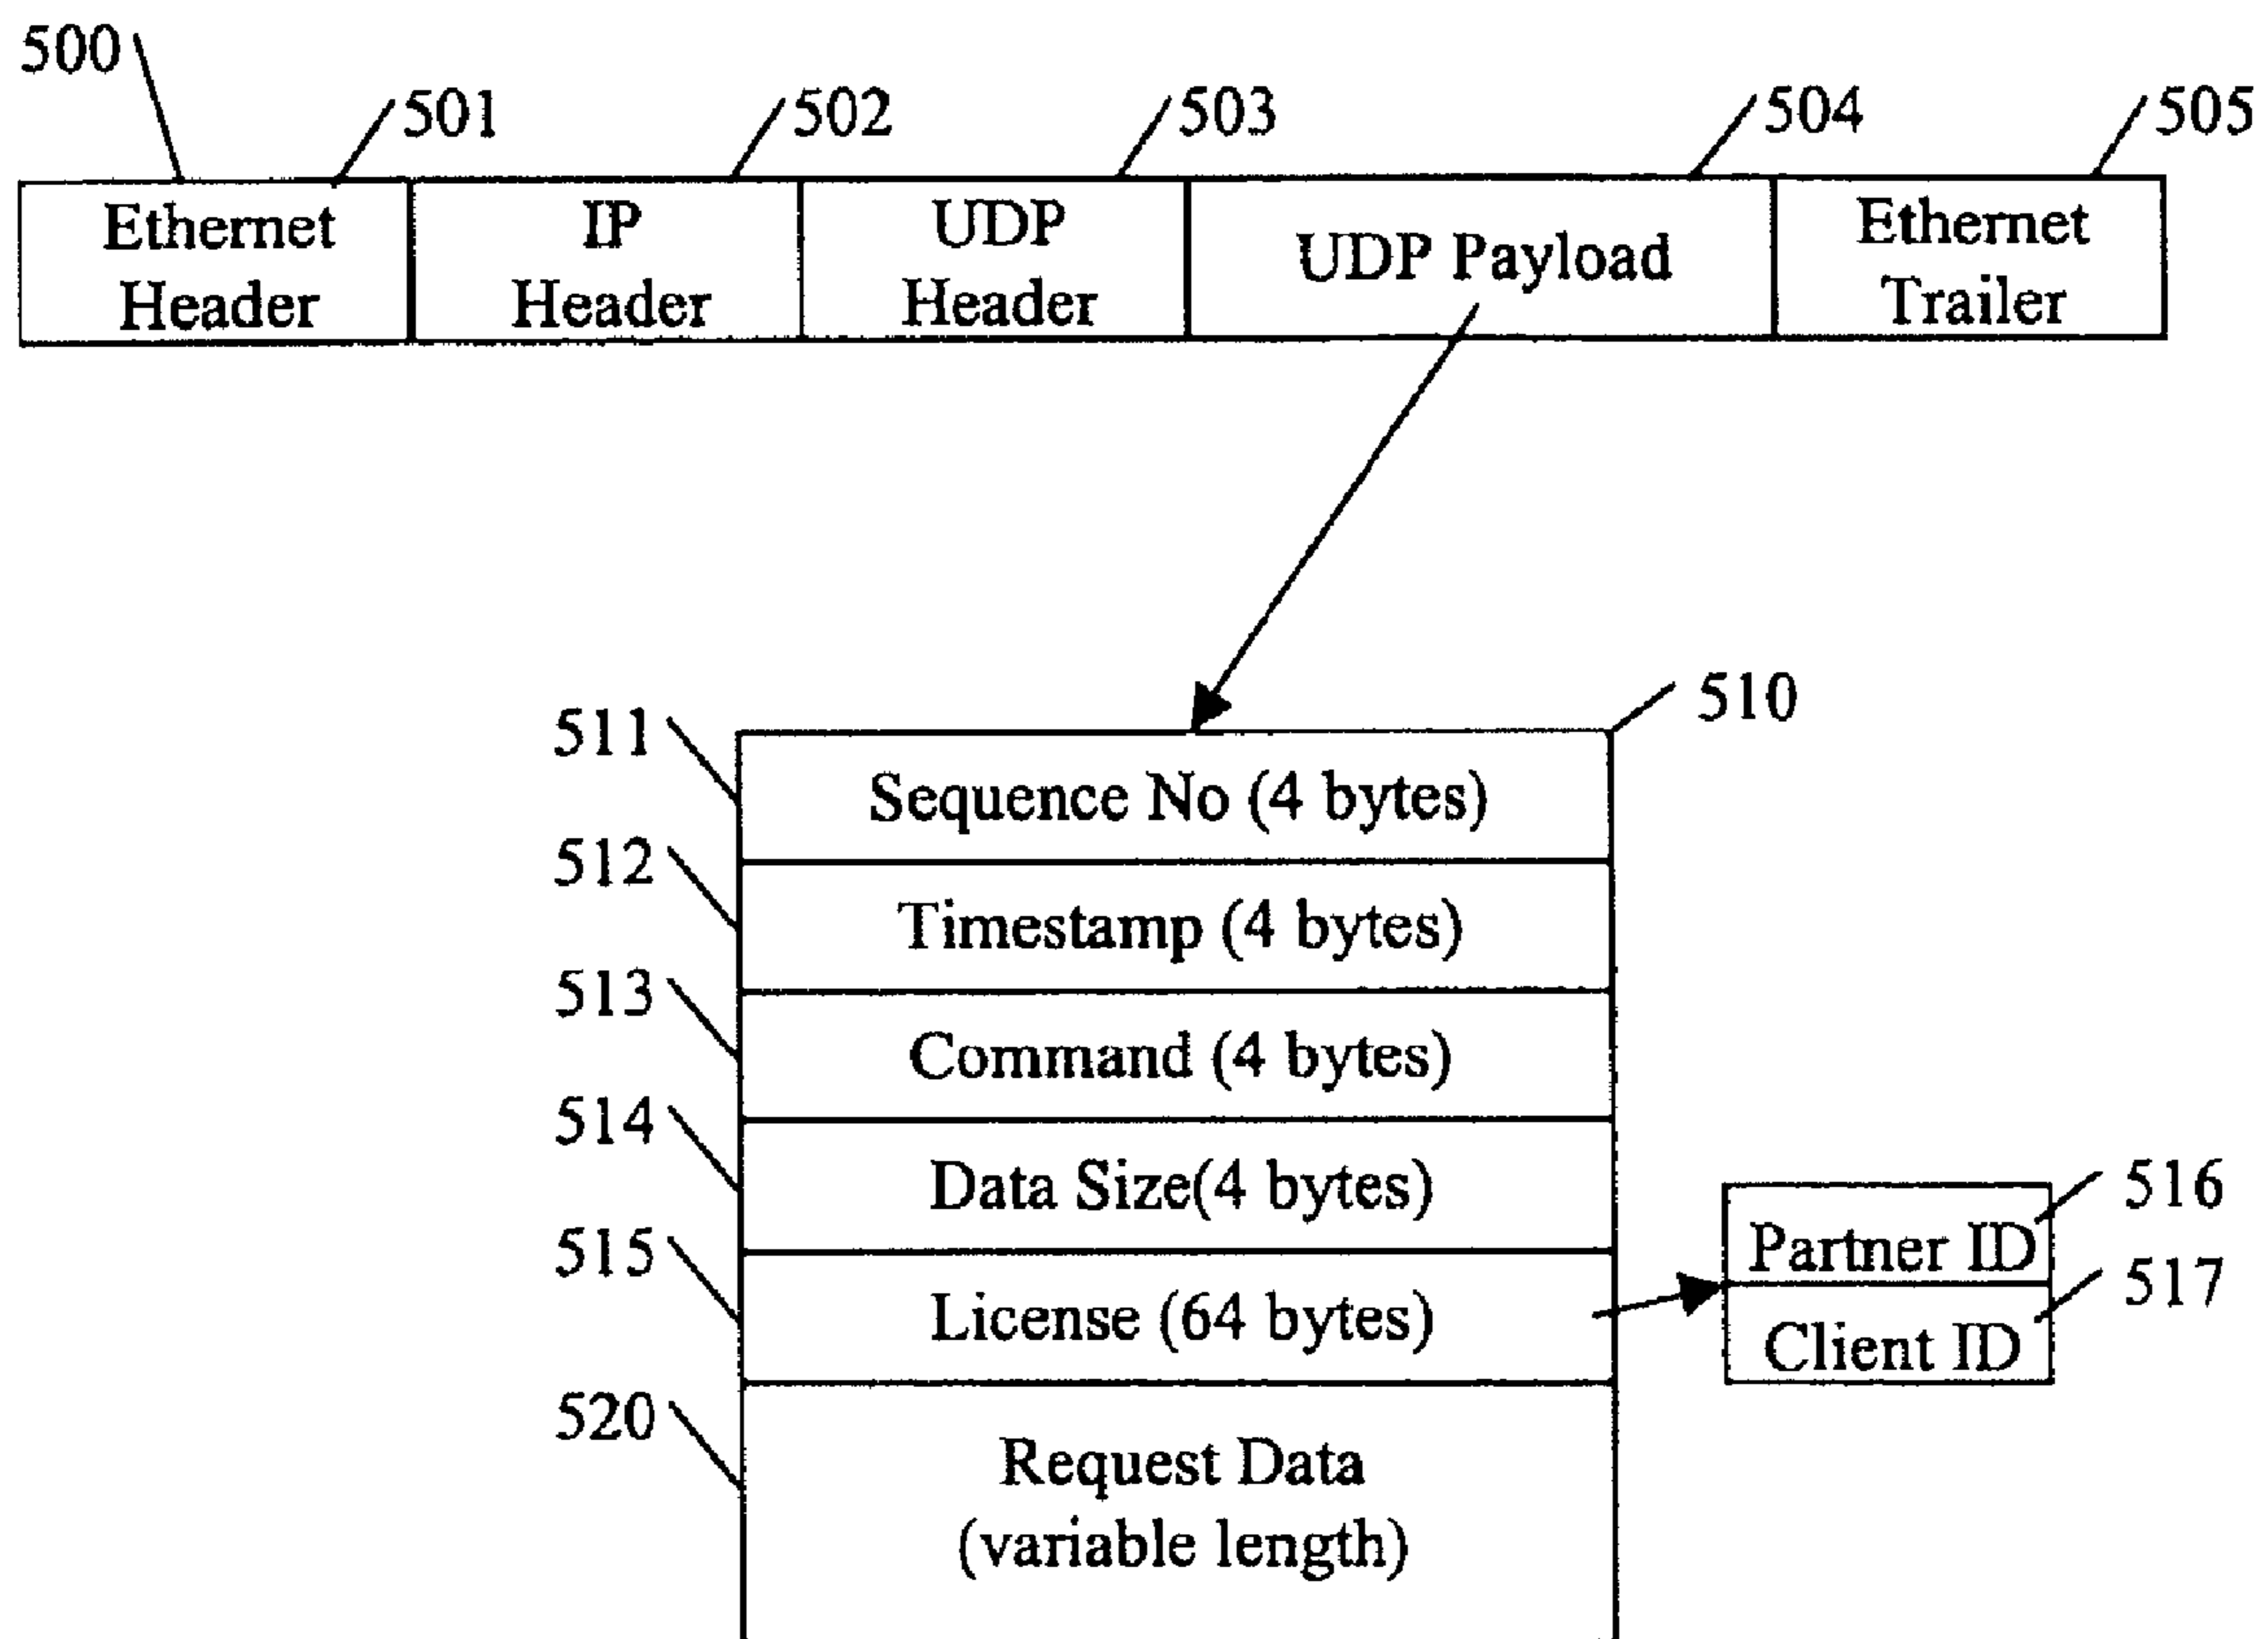 500
501
502
503
504
505
Ethernet
Header
IP
Header
UDP
Header
UDP Payload
Ethernet
Trailer
510
511
Sequence No (4 bytes)
512
Timestamp (4 bytes)
513
Command (4 bytes)
514
Data Size(4 bytes)
515
License (64 bytes)
516
Partner ID
517
Client ID
520
Request Data
(variable length)